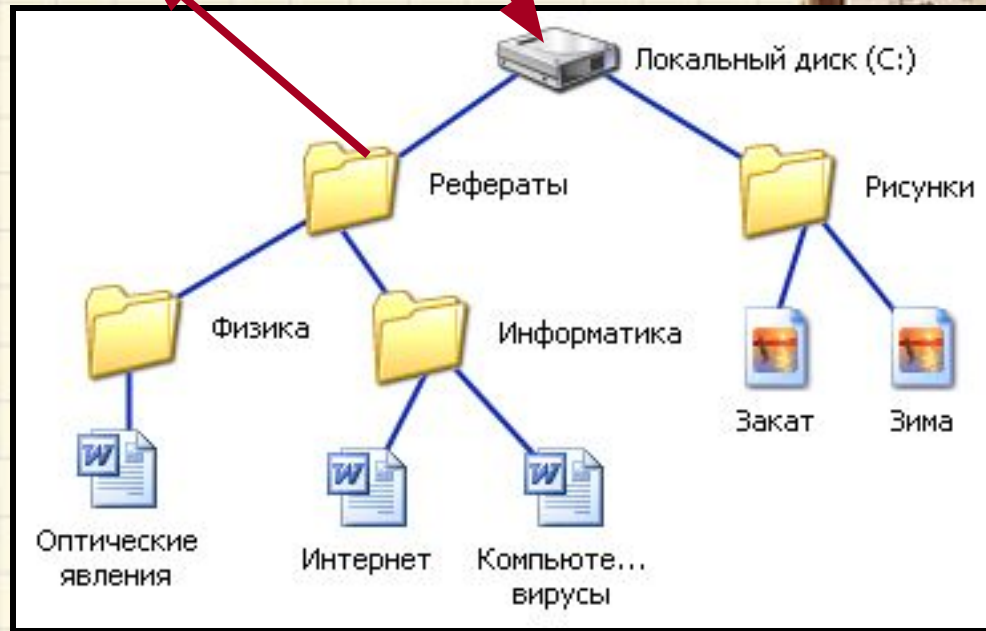 Локальный диск (C:)
Рефераты
Рисунки
Физика
Информатика
Закат
Зима
Оптические
явления
Интернет
Компьюте...
вирусы